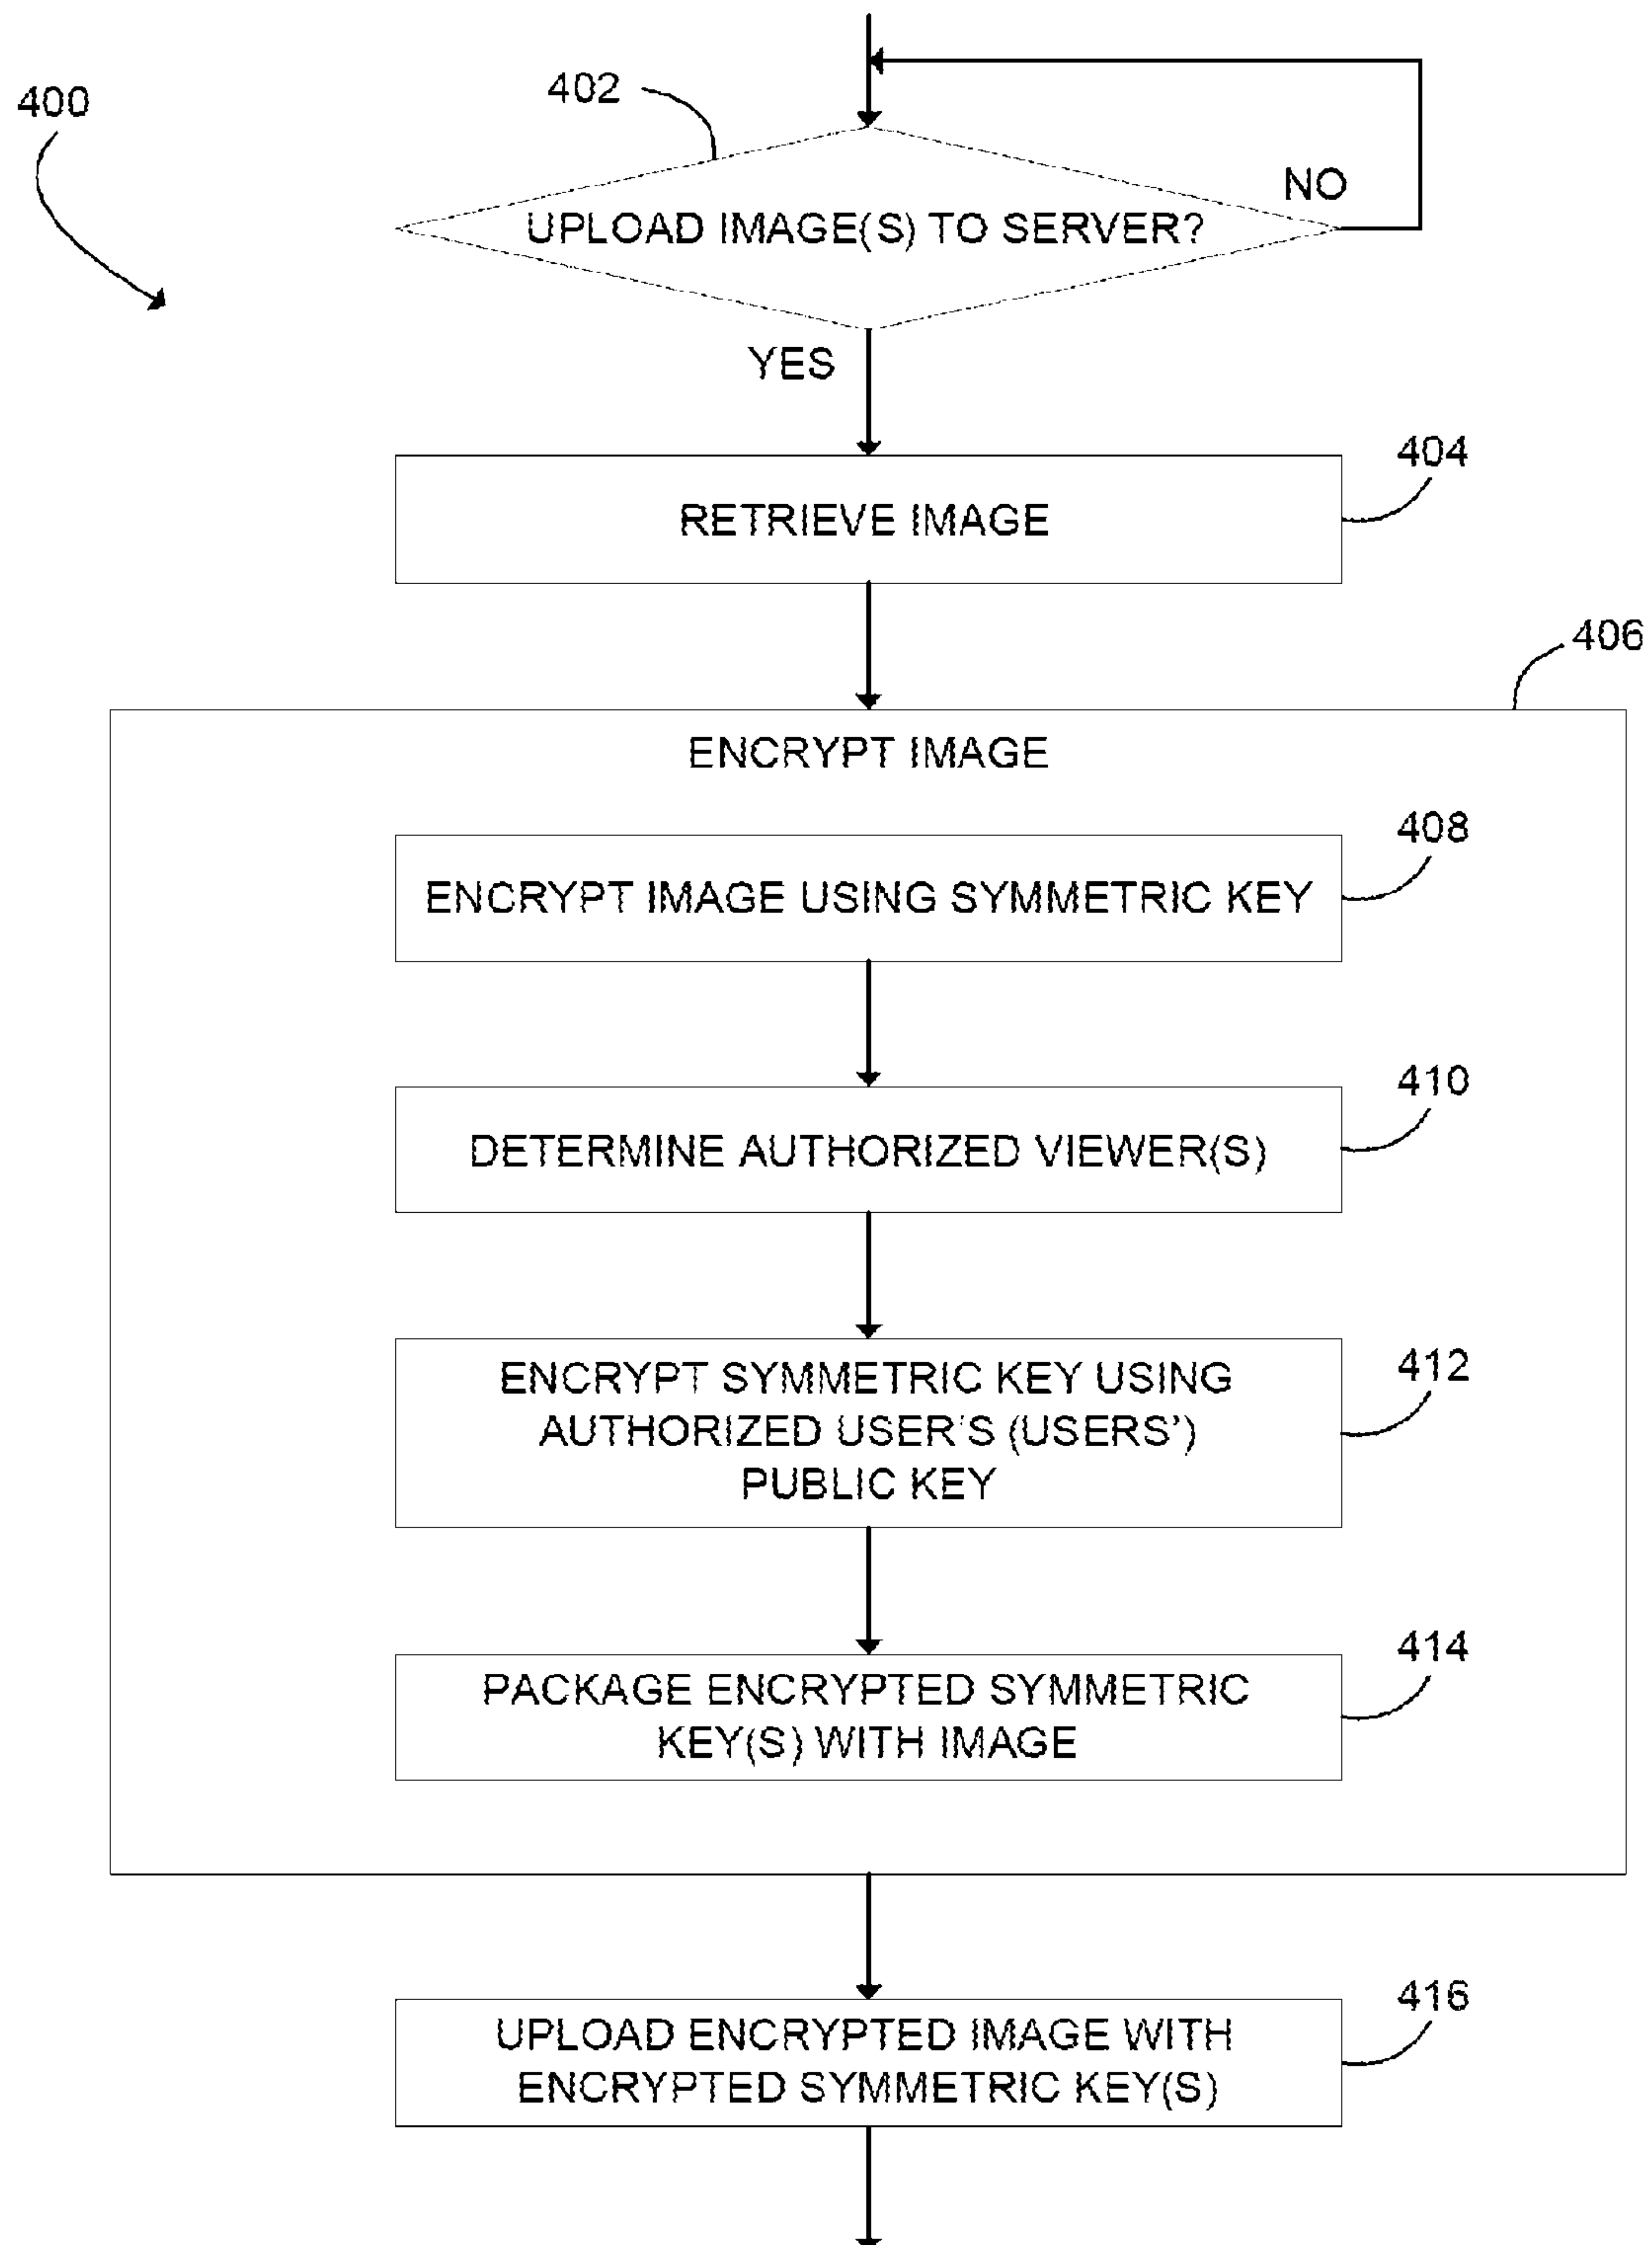 400
402
NO
UPLOAD IMAGE(S) TO SERVER?
YES
404
RETRIEVE IMAGE
406
ENCRYPT IMAGE
408
ENCRYPT IMAGE USING SYMMETRIC KEY
410
DETERMINE AUTHORIZED VIEWER(S)
412
ENCRYPT SYMMETRIC KEY USING
AUTHORIZED USER'S (USERS')
PUBLIC KEY
414
PACKAGE ENCRYPTED SYMMETRIC
KEY(S) WITH IMAGE
416
UPLOAD ENCRYPTED IMAGE WITH
ENCRYPTED SYMMETRIC KEY(S)